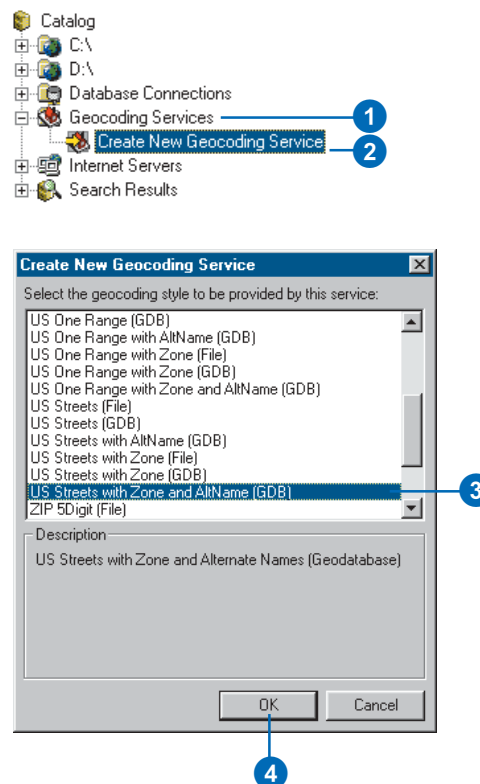 Catalog
C:\
D:\
Database Connections
Geocoding Services
1
Create New Geocoding Service
2
Internet Servers
Search Results
Create New Geocoding Service
Select the geocoding style to be provided by this service:
US One Range (GDB)
US One Range with AltName (GDB)
US One Range with Zone (File)
US One Range with Zone (GDB)
US One Range with Zone and AltName (GDB)
US Streets (File)
US Streets (GDB)
US Streets with AltName (GDB)
US Streets with Zone (File)
US Streets with Zone (GDB)
US Streets with Zone and AltName (GDB)
3
ZIP 5Digit (File)
Description
US Streets with Zone and Alternate Names (Geodatabase)
OK
Cancel
4